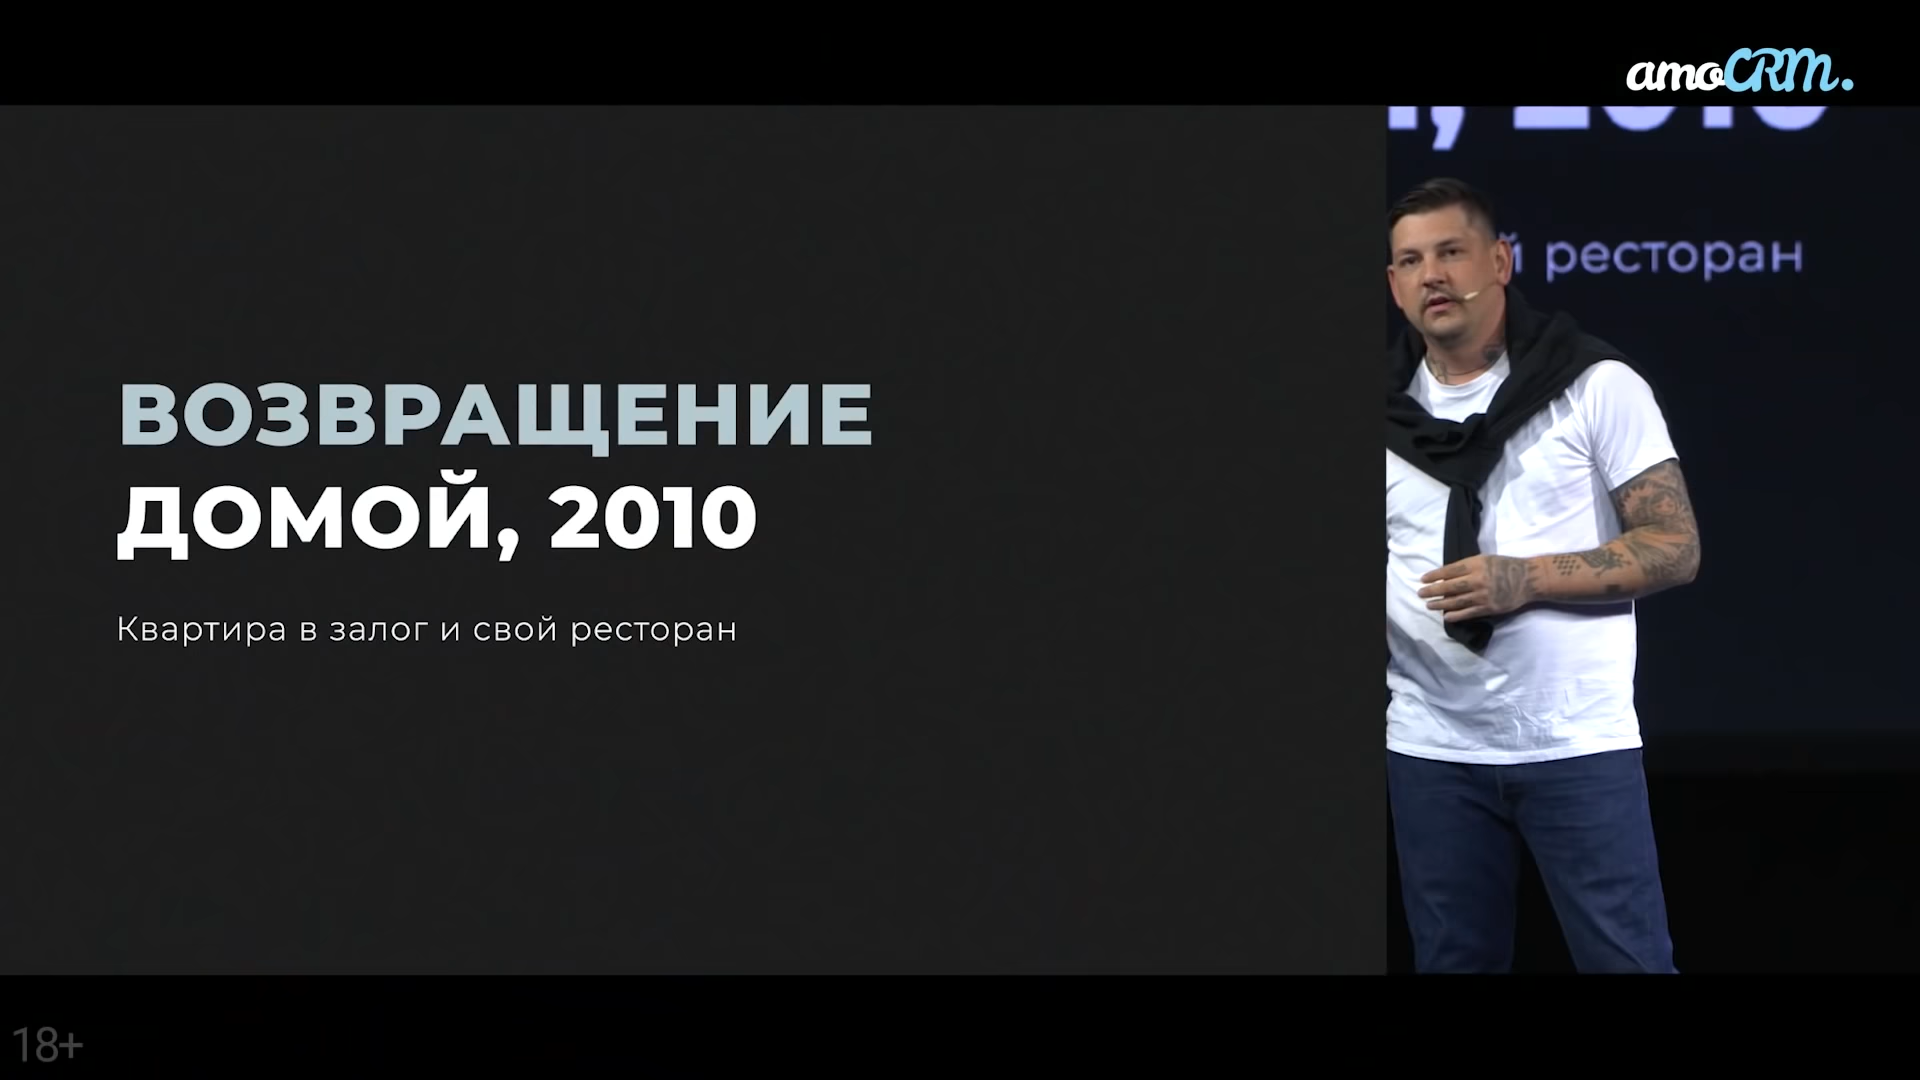 amoCRM.
ВОЗВРАЩЕНИЕ
ДОМОЙ, 2010
Квартира в залог и свой ресторан
й ресторан
18+